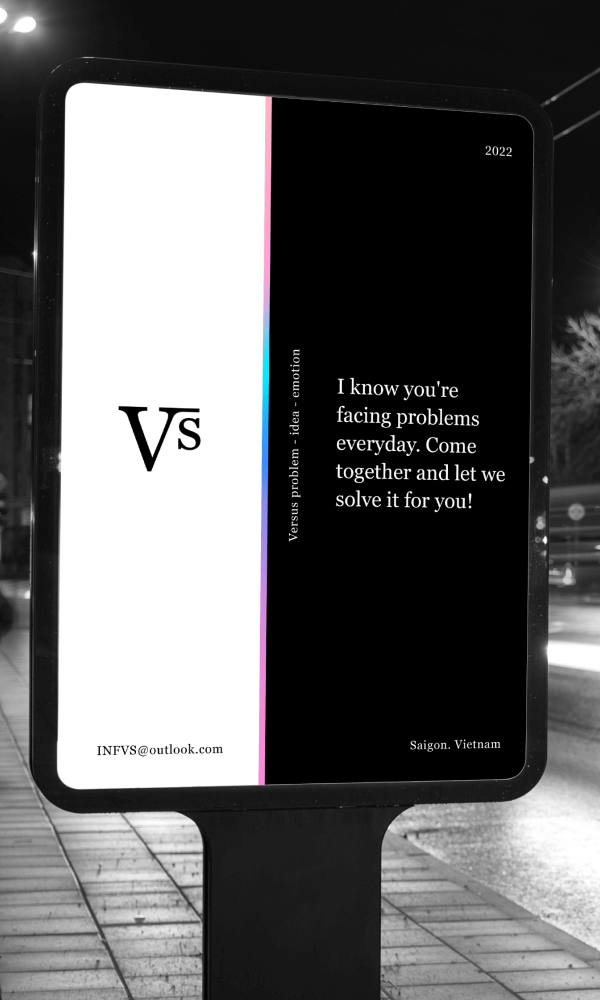 2022
Vs
Versus problem - idea - emotion
I know you're
facing problems
everyday. Come
together and let we
solve it for you!
INFVS@outlook.com
Saigon. Vietnam